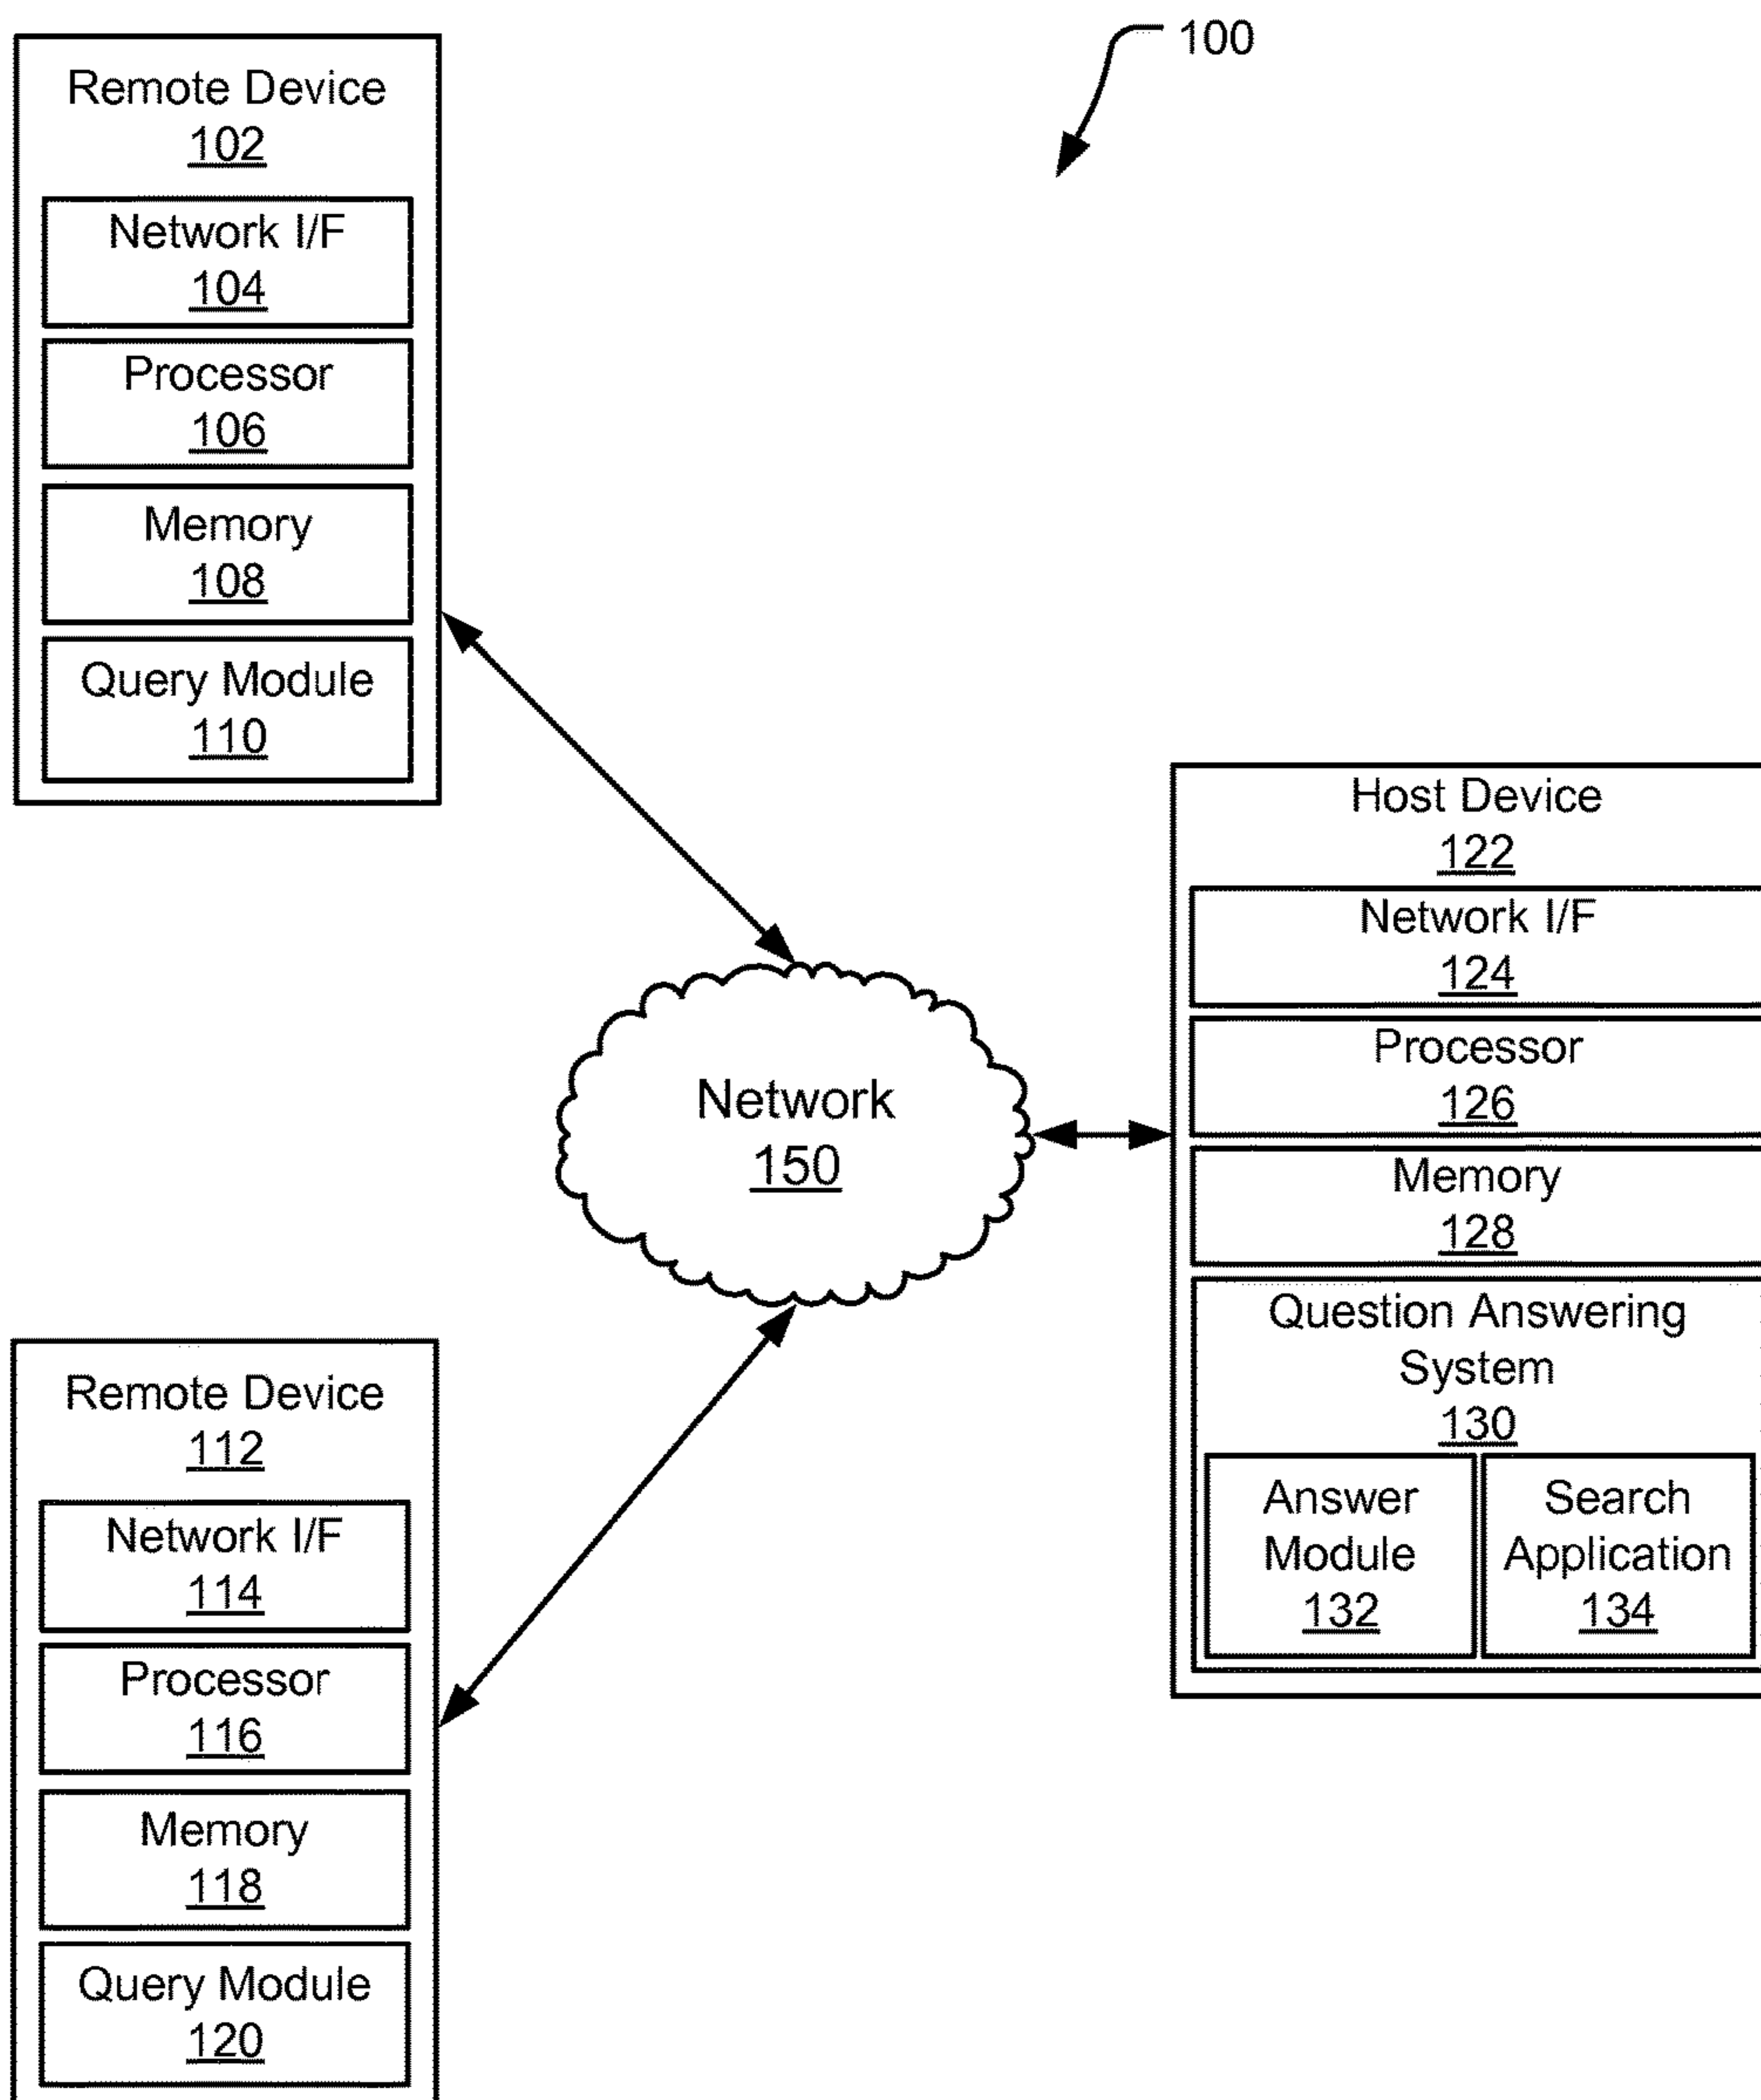 100
Remote Device
102
Network I/F
104
Processor
106
Memory
108
Query Module
110
Host Device
122
Network I/F
124
Processor
126
Memory
128
Question Answering
System
130
Answer
Module
132
Search
Application
134
Network
150
Remote Device
112
Network I/F
114
Processor
116
Memory
118
Query Module
120